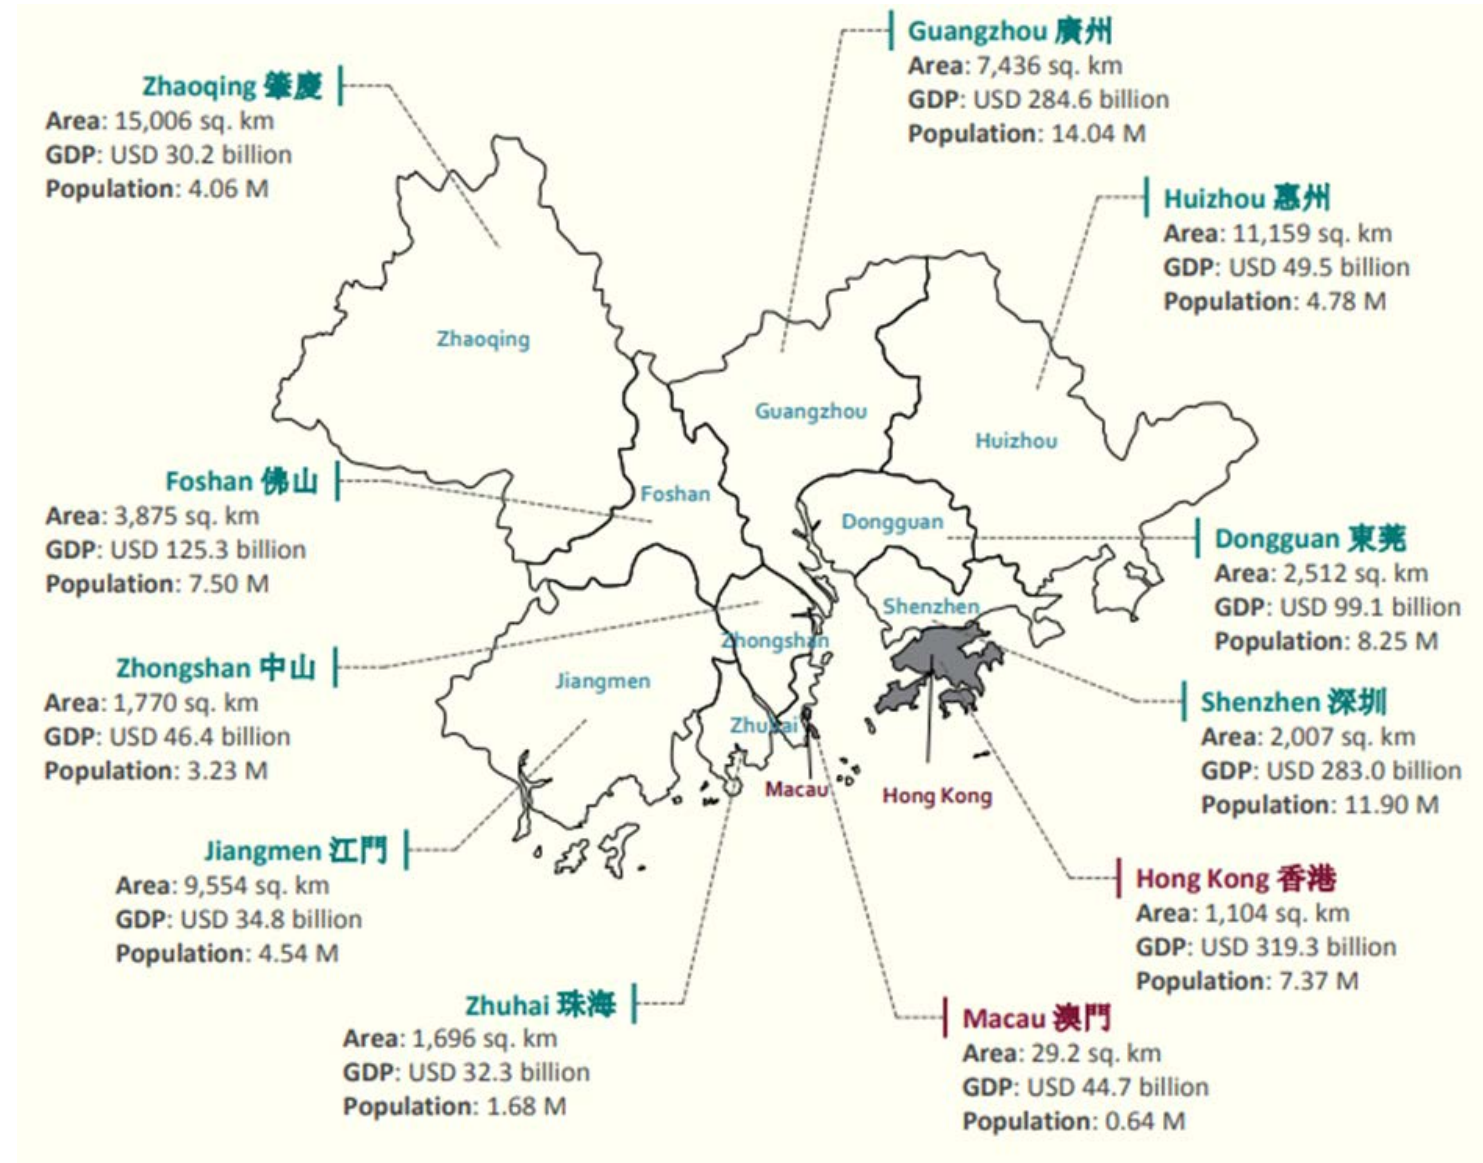 Guangzhou 廣州
Area: 7,436 sq. km
GDP: USD 284.6 billion
Population: 14.04 M
Zhaoqing 肇慶
Area: 15,006 sq. km
GDP: USD 30.2 billion
Population: 4.06 M
Huizhou 惠州
Area: 11,159 sq. km
GDP: USD 49.5 billion
Population: 4.78 M
Zhaoqing
Guangzhou
Huizhou
Foshan 佛山
Area: 3,875 sq. km
GDP: USD 125.3 billion
Population: 7.50 M
Foshan
Dongguan
Dongguan 東莞
Area: 2,512 sq. km
GDP: USD 99.1 billion
Population: 8.25 M
Shenzhen
Zhongshan
Zhongshan 中山
Area: 1,770 sq. km
GDP: USD 46.4 billion
Population: 3.23 M
Jiangmen
Zhuhai
Macau
Hong Kong
Shenzhen 深圳
Area: 2,007 sq. km
GDP: USD 283.0 billion
Population: 11.90 M
Jiangmen 江門
Area: 9,554 sq. km
GDP: USD 34.8 billion
Population: 4.54 M
Hong Kong 香港
Area: 1,104 sq. km
GDP: USD 319.3 billion
Population: 7.37 M
Zhuhai 珠海
Area: 1,696 sq. km
GDP: USD 32.3 billion
Population: 1.68 M
Macau 澳門
Area: 29.2 sq. km
GDP: USD 44.7 billion
Population: 0.64 M